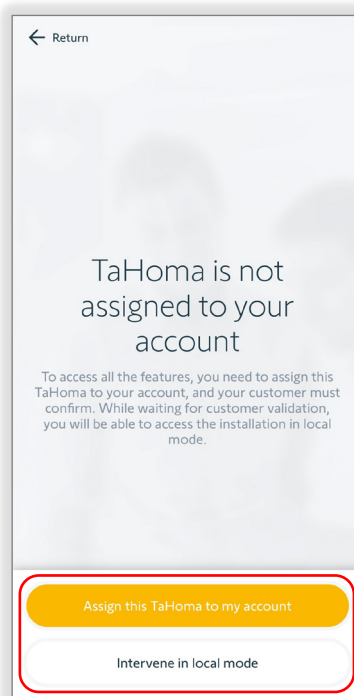 Return
TaHoma is not
assigned to your
account
To access all the features, you need to assign this
TaHoma to your account, and your customer must
confirm. While waiting for customer validation,
you will be able to access the installation in local
mode.
Assign this TaHoma to my account
Intervene in local mode